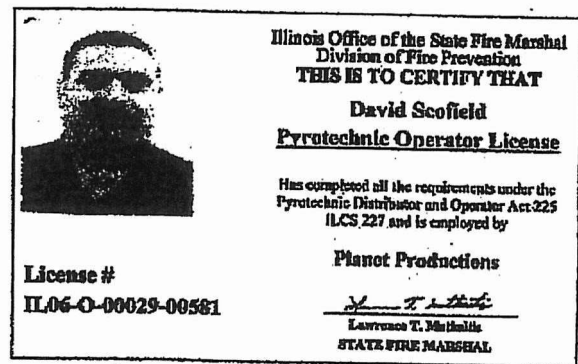 Illinois Office of the State Fire Marshal
Division of Fire Prevention
THIS IS TO CERTIFY THAT
David Scofield
Pyrotechnic Operator License
Has completed all the requirements under the
Pyrotechnic Distributor and Operator Act 225
ILCS 227 and is employed by
Planet Productions
License #
IL06-O-00029-00581
Lawrence T.
STATE FIRE MARSHAL